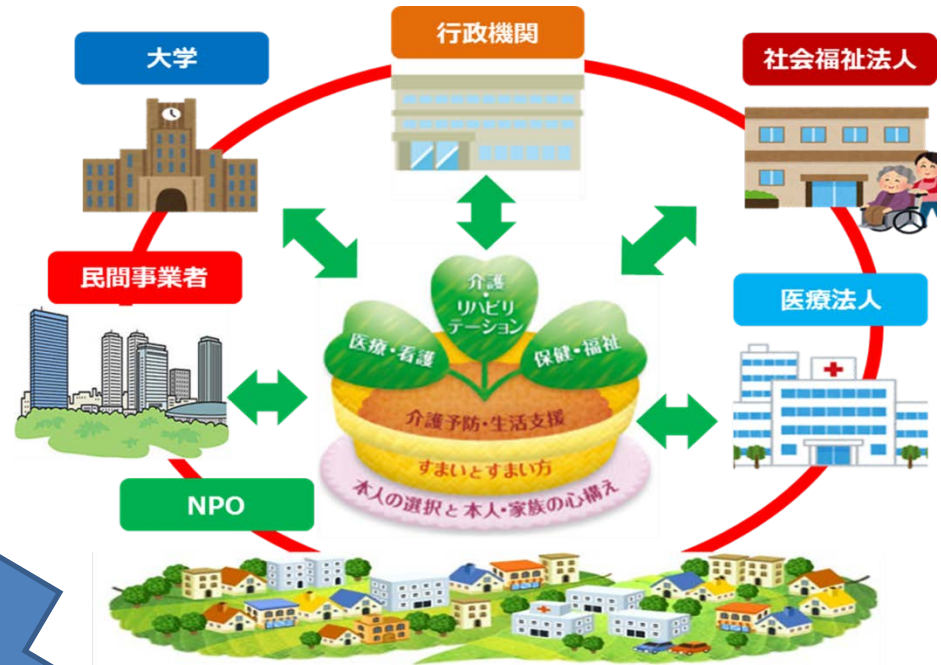 行政機関
大学
社会福祉法人
民間事業者
医療法人
介護
・
リハビリ
テーション
医療・看護
保健・福祉
介護予防・生活支援
すまいとすまい方
本人の選択と本人・家族の心構え
NPO